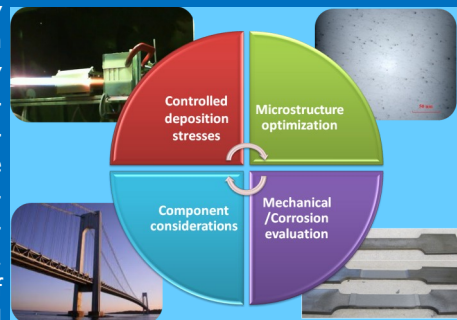 Controlled
deposition
stresses
Microstructure
optimization
Component
considerations
Mechanical
/Corrosion
evaluation